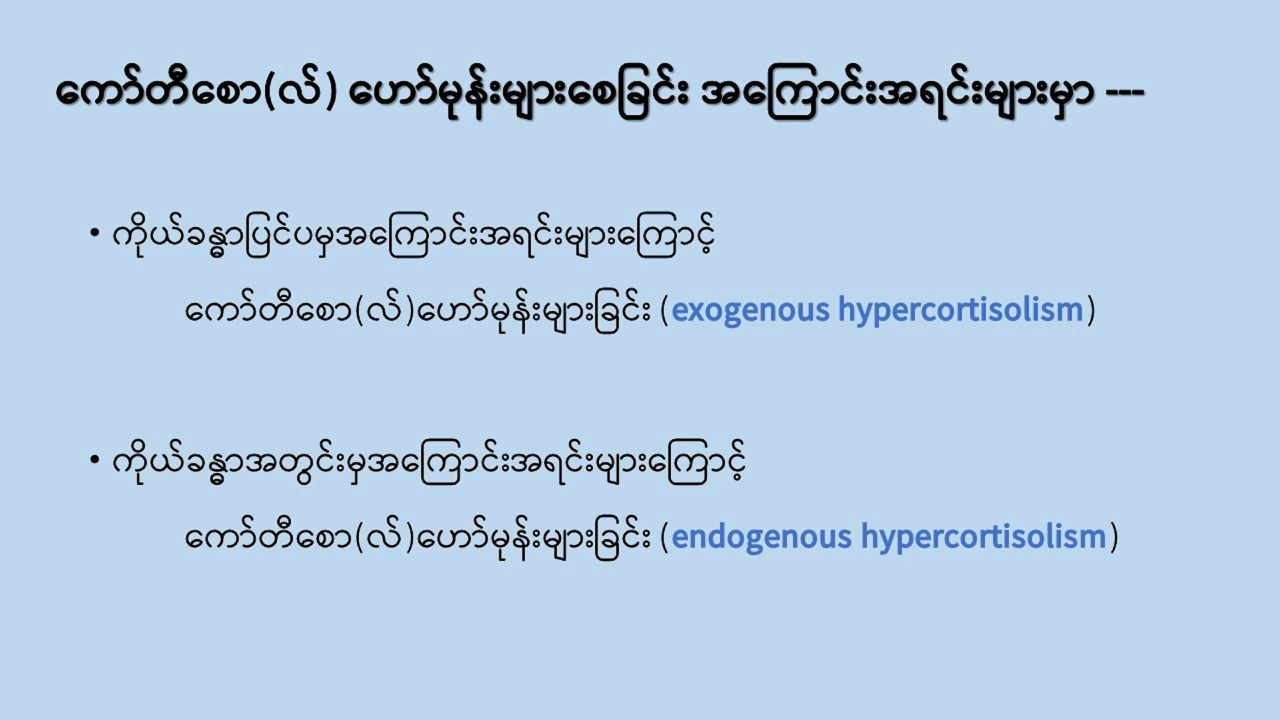 ကော်တီစော(လ်) ဟော်မုန်းများစေခြင်း အကြောင်းအရင်းများမှာ ---
• ကိုယ်ခန္ဓာပြင်ပမှအကြောင်းအရင်းများကြောင့်
ကော်တီစော(လ်)ဟော်မုန်းများခြင်း (exogenous hypercortisolism)
• ကိုယ်ခန္ဓာအတွင်းမှအကြောင်းအရင်းများကြောင့်
ကော်တီစော(လ်)ဟော်မုန်းများခြင်း (endogenous hypercortisolism)